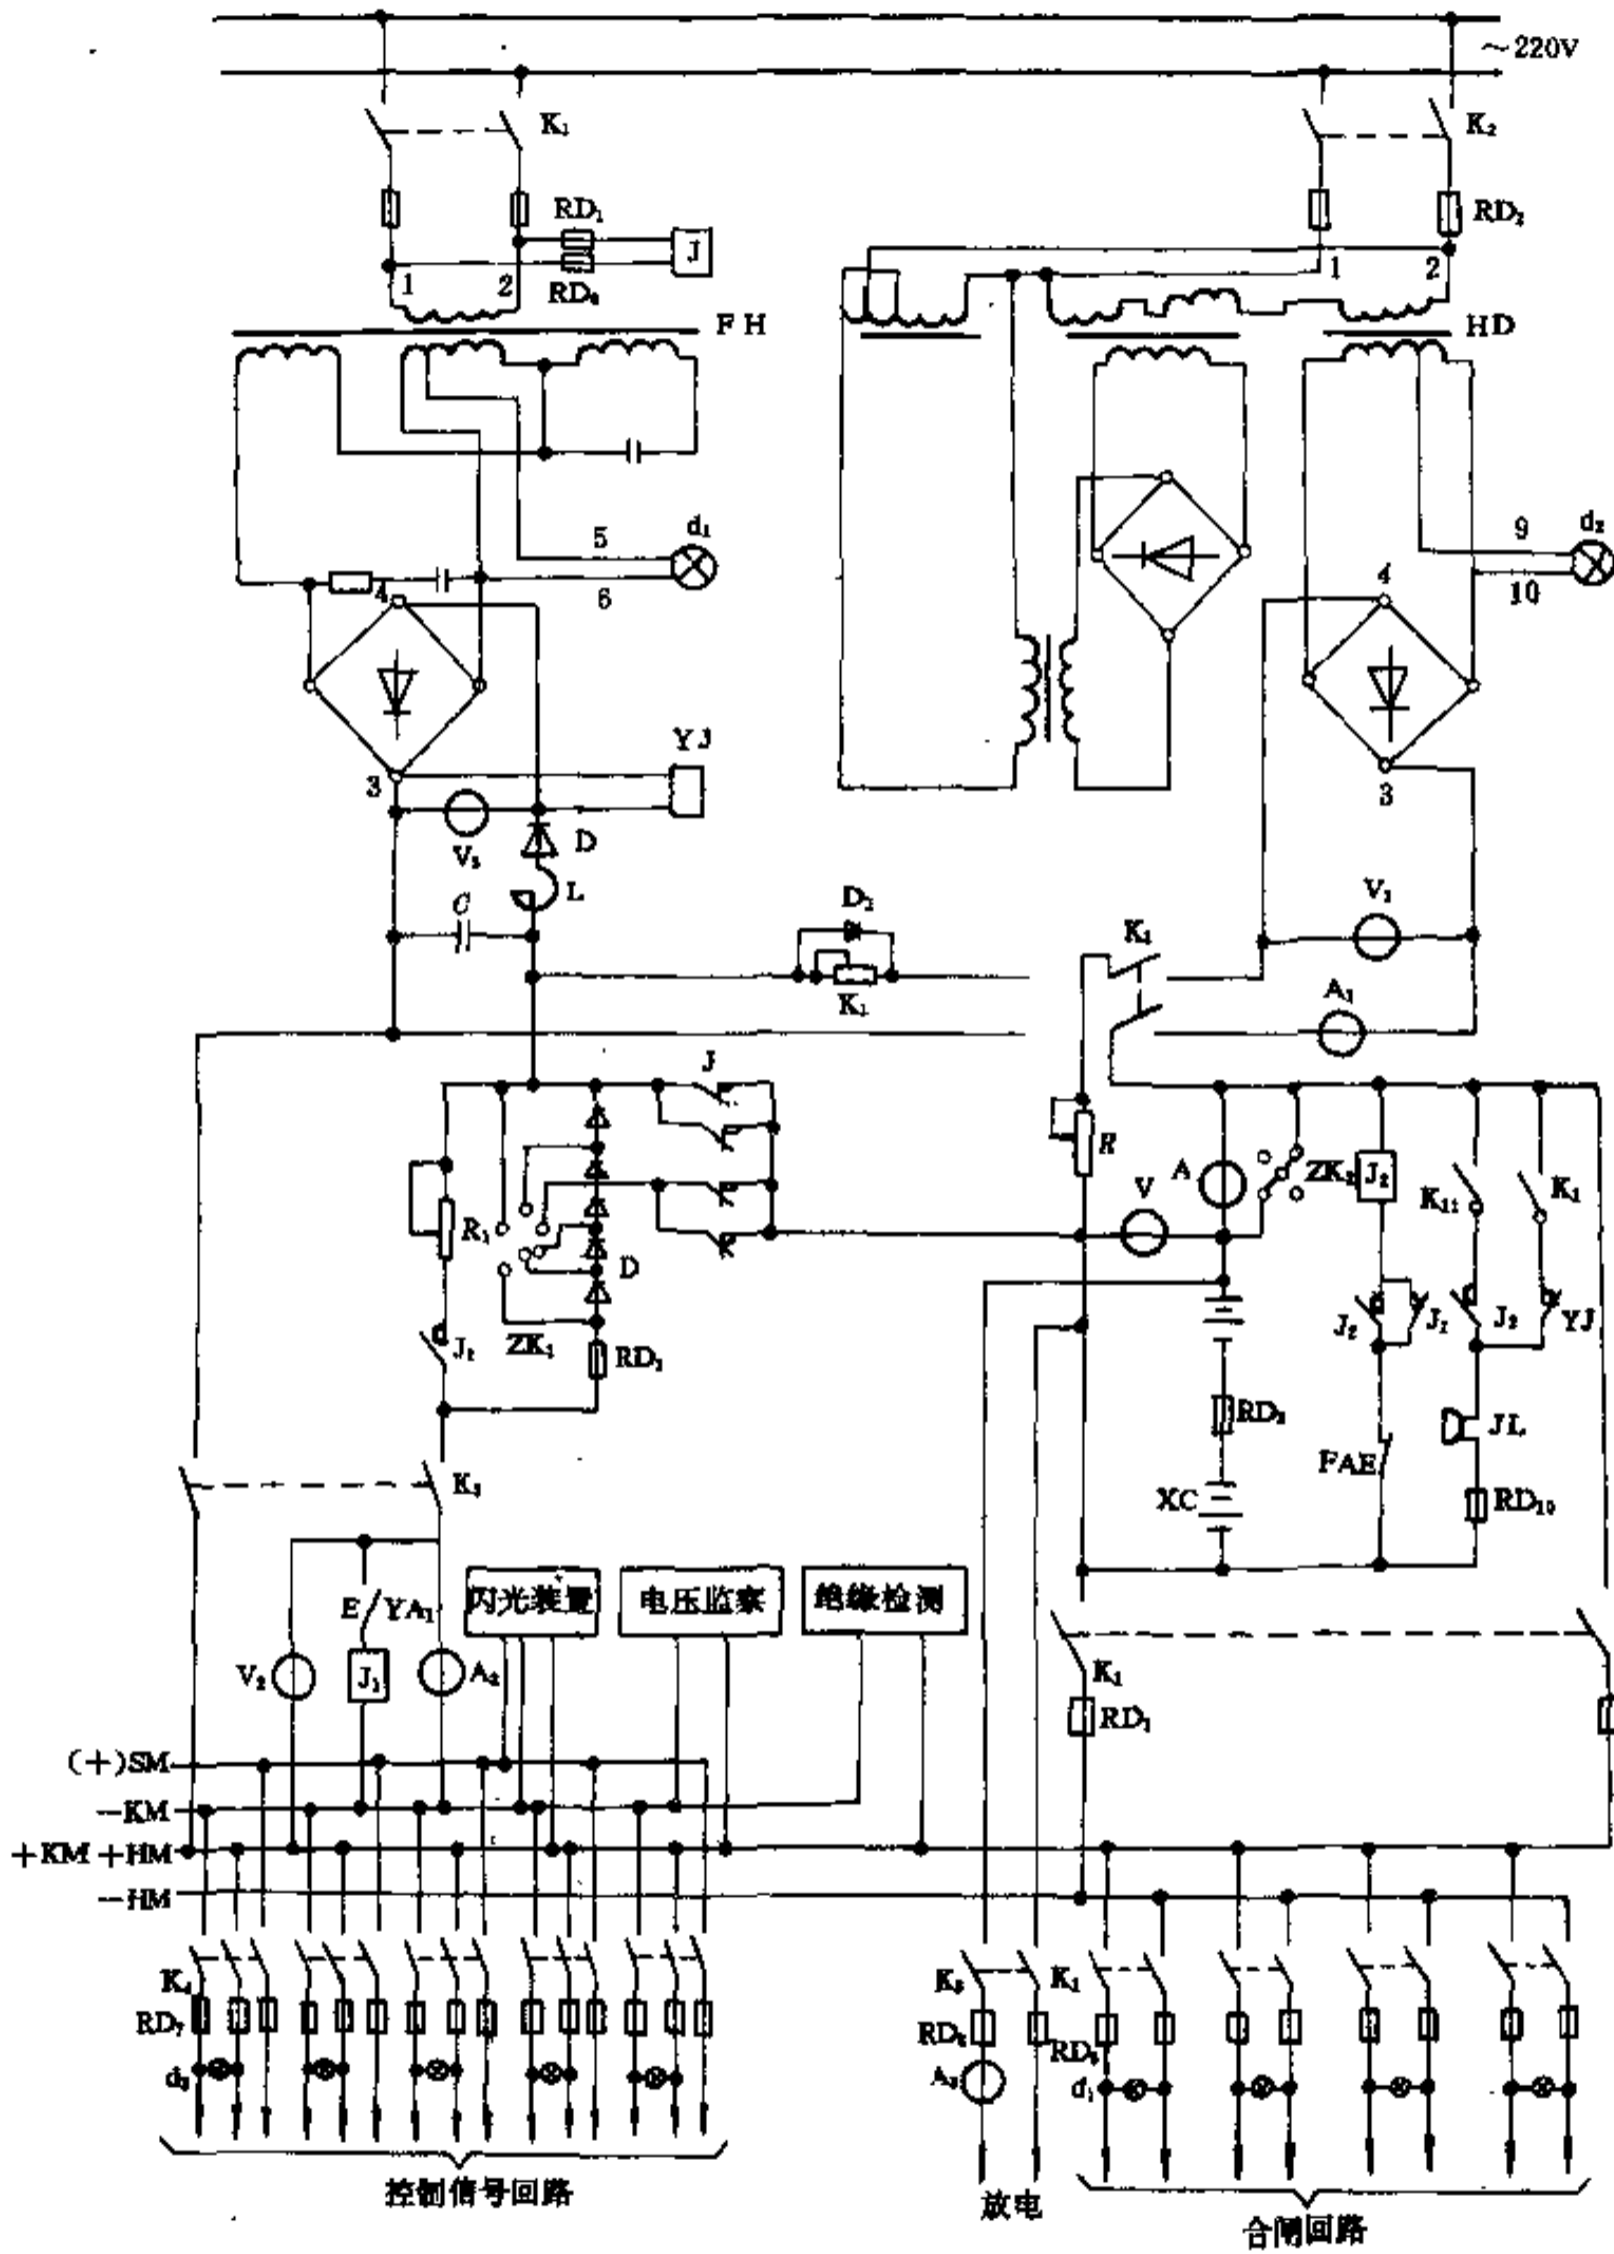 ～220V
K₁
K₂
RD₁
RD₂
J
1
2
1
2
RD₆
FH
HD
d₁
d₂
5
9
4
6
4
10
YJ
3
3
V₃
D
L
V₁
C
D₂
K₁
K₁
A₁
J
R
A
ZK₂
J₂
V
K₁₁
K₁
R₁
D
J₂
J₁
J₂
YJ
J₂
ZK₁
RD₁
RD₃
JL
FAE
K₃
XC
RD₁₀
闪光装置
电压监察
绝缘检测
E
YA₁
V₂
J₁
A₂
K₁
RD₁
(+)SM
－KM
+KM +HM
－HM
K₄
K₅
K₁
RD₇
RD₈
RD₉
d₃
A₃
d₁
控制信号回路
放电
合闸回路